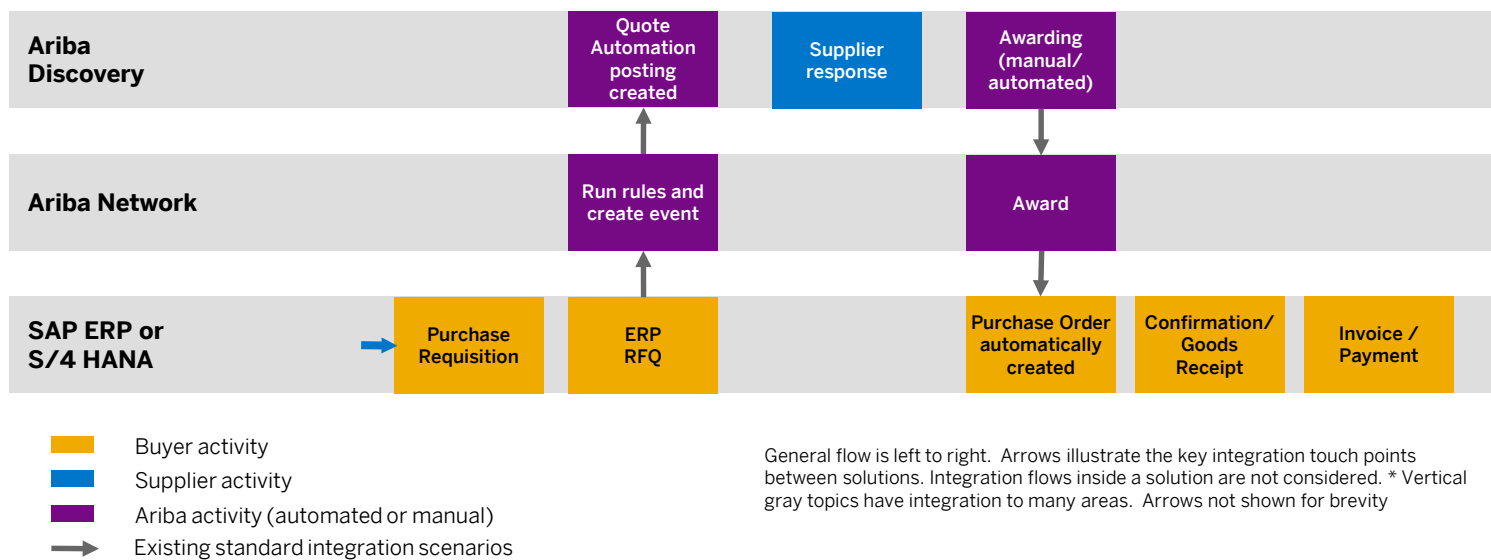 Ariba
Discovery
Quote
Automation
posting
created
Supplier
response
Awarding
(manual/
automated)
Ariba Network
Run rules and
create event
Award
SAP ERP or
S/4 HANA
Purchase
Requisition
ERP
RFQ
Purchase Order
automatically
created
Confirmation/
Goods
Receipt
Invoice /
Payment
Buyer activity
Supplier activity
Ariba activity (automated or manual)
Existing standard integration scenarios
General flow is left to right.  Arrows illustrate the key integration touch points
between solutions. Integration flows inside a solution are not considered. * Vertical
gray topics have integration to many areas.  Arrows not shown for brevity